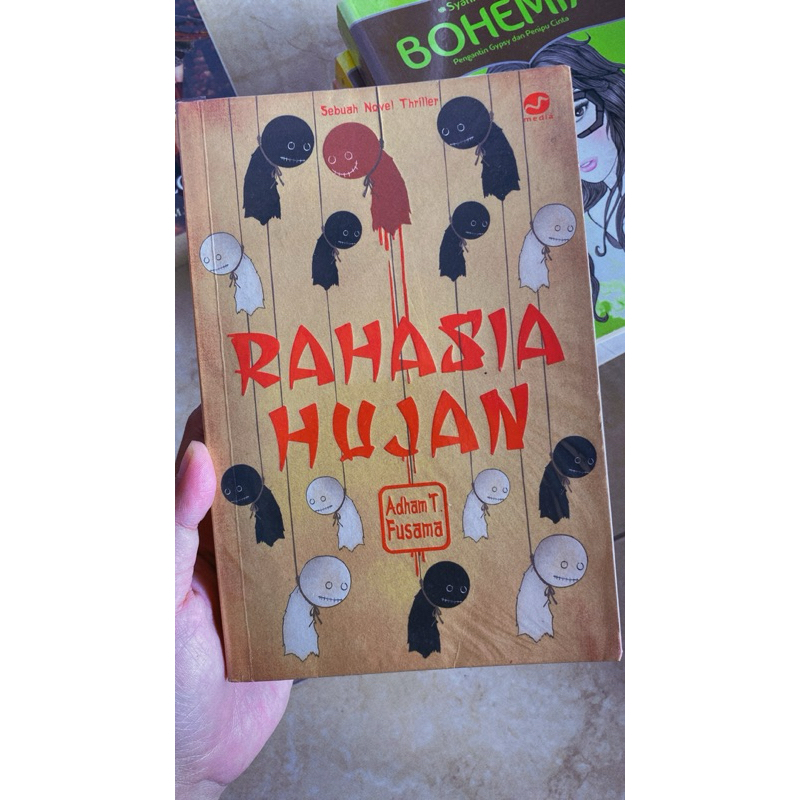 BOHEMI
Pengantin Gypsy dan Penipu Cinta
Sebuah Novel Thriller
media
RAHASIA
HUJAN
Adham T.
Fusama